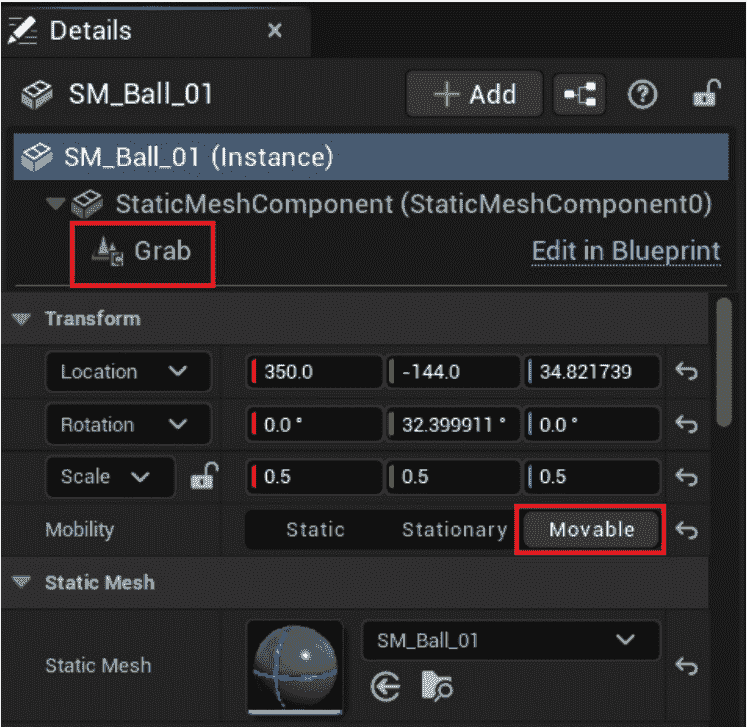 Details
SM_Ball_01
Add
SM_Ball_01 (Instance)
StaticMeshComponent (StaticMeshComponent0)
Grab Edit in Blueprint
Transform
Location 350.0 -144.0 34.821739
Rotation 0.0 ° 32.399911 ° 0.0 °
Scale 0.5 0.5 0.5
Mobility Static Stationary Movable
Static Mesh
SM_Ball_01
Static Mesh